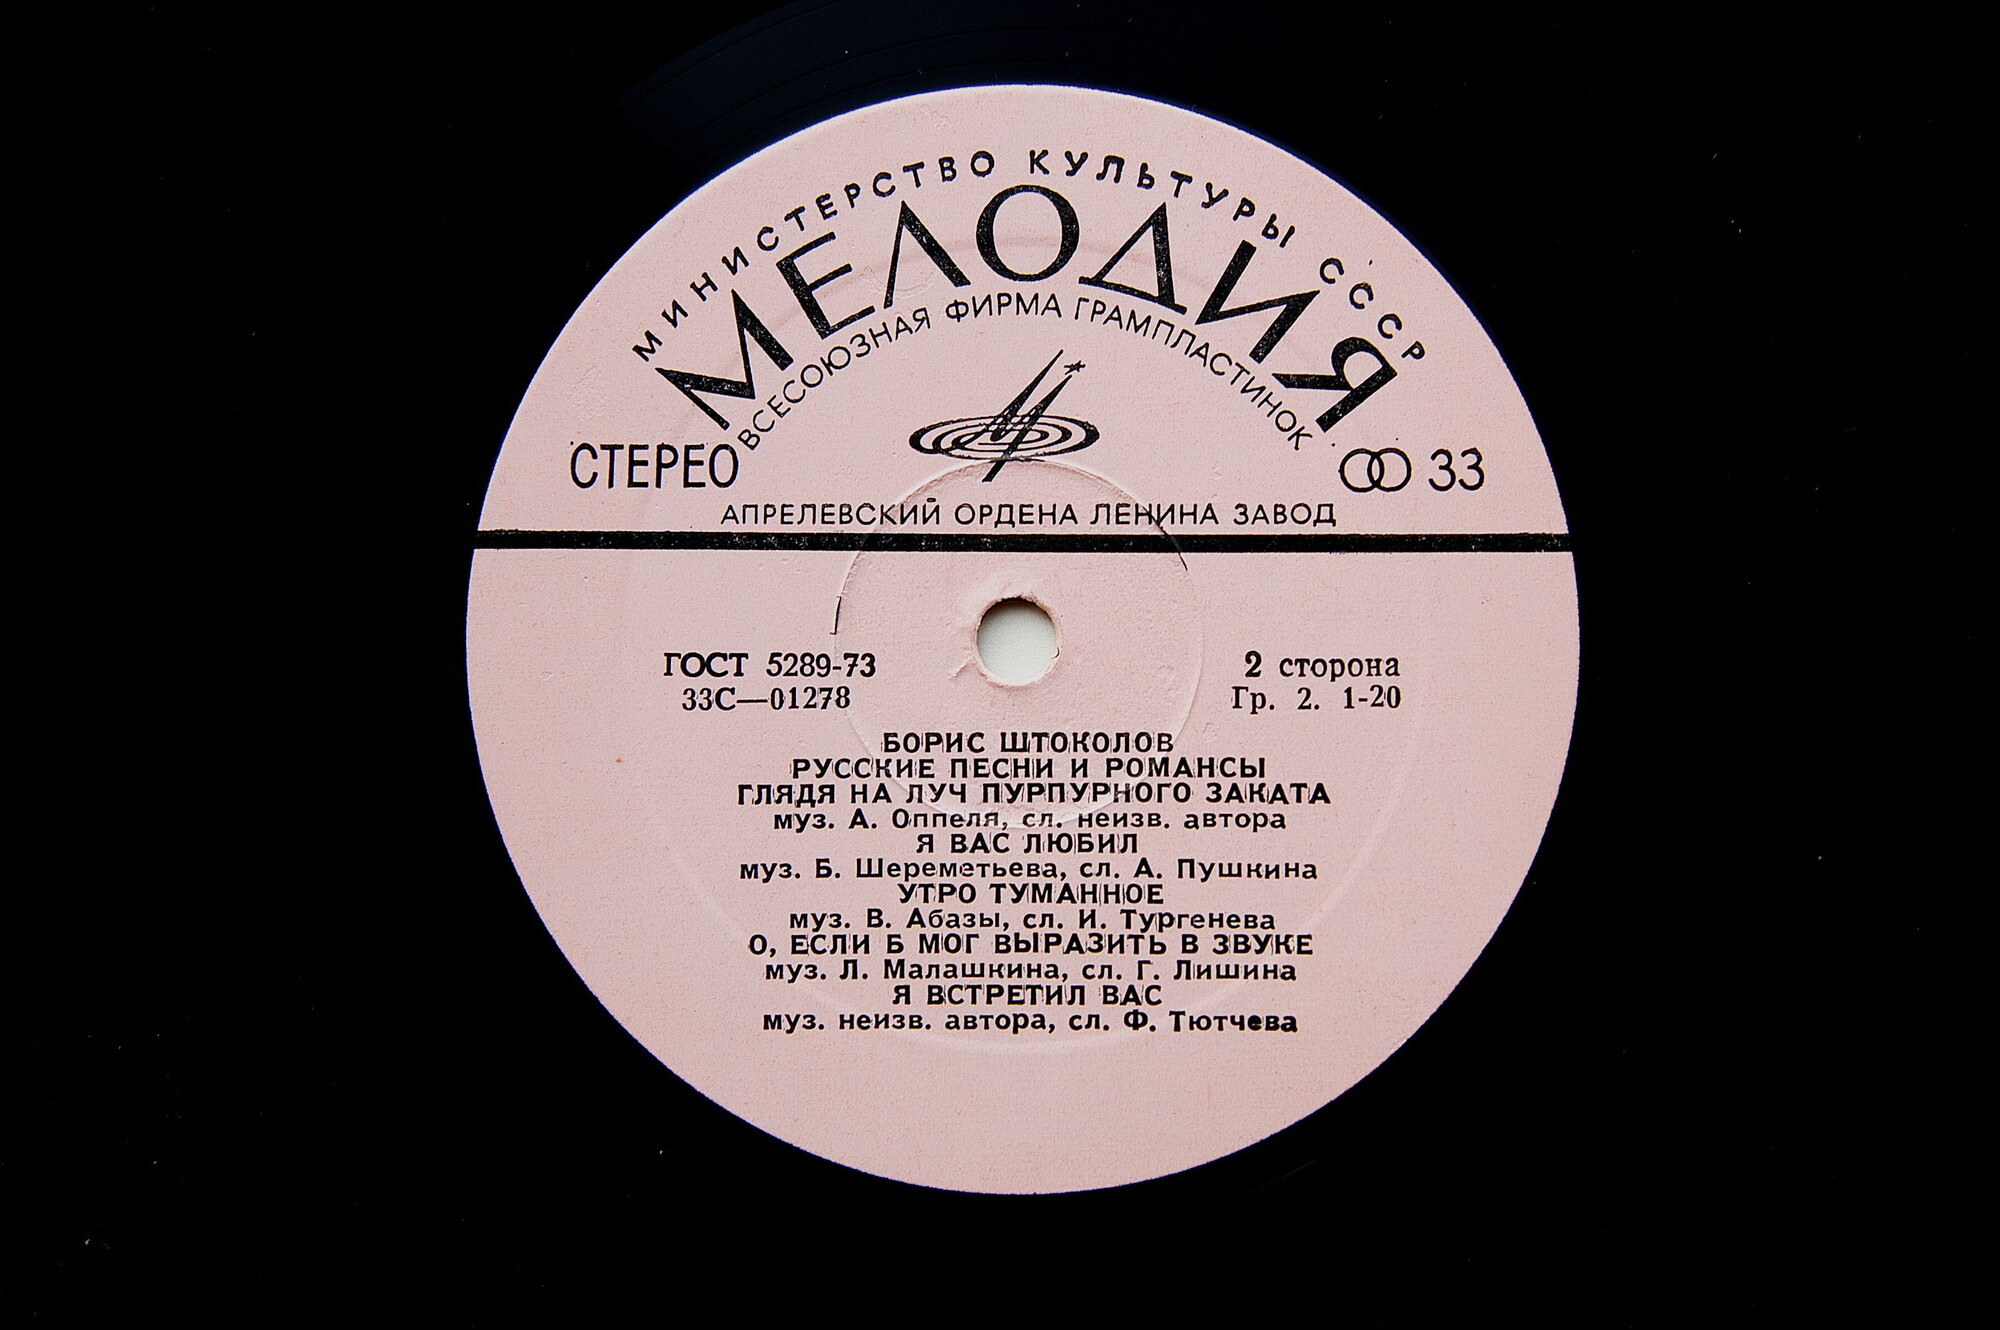 МИНИСТЕРСТВО КУЛЬТУРЫ СССР
МЕЛОДИЯ
ВСЕСОЮЗНАЯ ФИРМА ГРАМПЛАСТИНОК
СТЕРЕО
33
АПРЕЛЕВСКИЙ ОРДЕНА ЛЕНИНА ЗАВОД
ГОСТ 5289-73
33С—01278
2 сторона
Гр. 2. 1-20
БОРИС ШТОКОЛОВ
РУССКИЕ ПЕСНИ И РОМАНСЫ
ГЛЯДЯ НА ЛУЧ ПУРПУРНОГО ЗАКАТА
муз. А. Оппеля, сл. неизв. автора
Я ВАС ЛЮБИЛ
муз. Б. Шереметьева, сл. А. Пушкина
УТРО ТУМАННОЕ
муз. В. Абазы, сл. И. Тургенева
О, ЕСЛИ Б МОГ ВЫРАЗИТЬ В ЗВУКЕ
муз. Л. Малашкина, сл. Г. Лишина
Я ВСТРЕТИЛ ВАС
муз. неизв. автора, сл. Ф. Тютчева